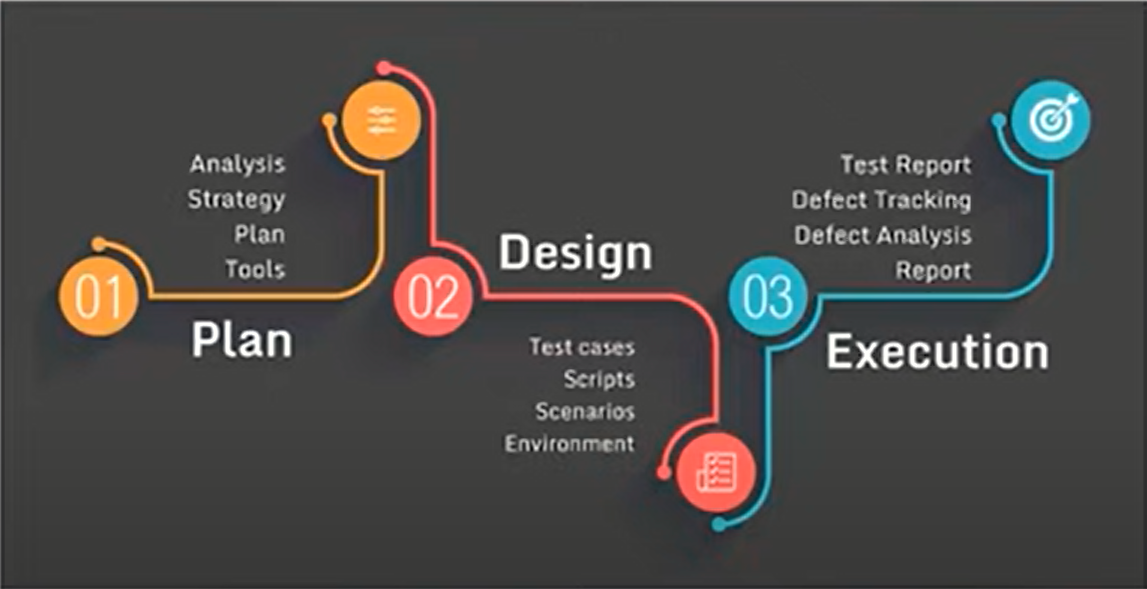 01
Analysis
Strategy
Plan
Tools
Plan
02
Design
Test cases
Scripts
Scenarios
Environment
03
Test Report
Defect Tracking
Defect Analysis
Report
Execution